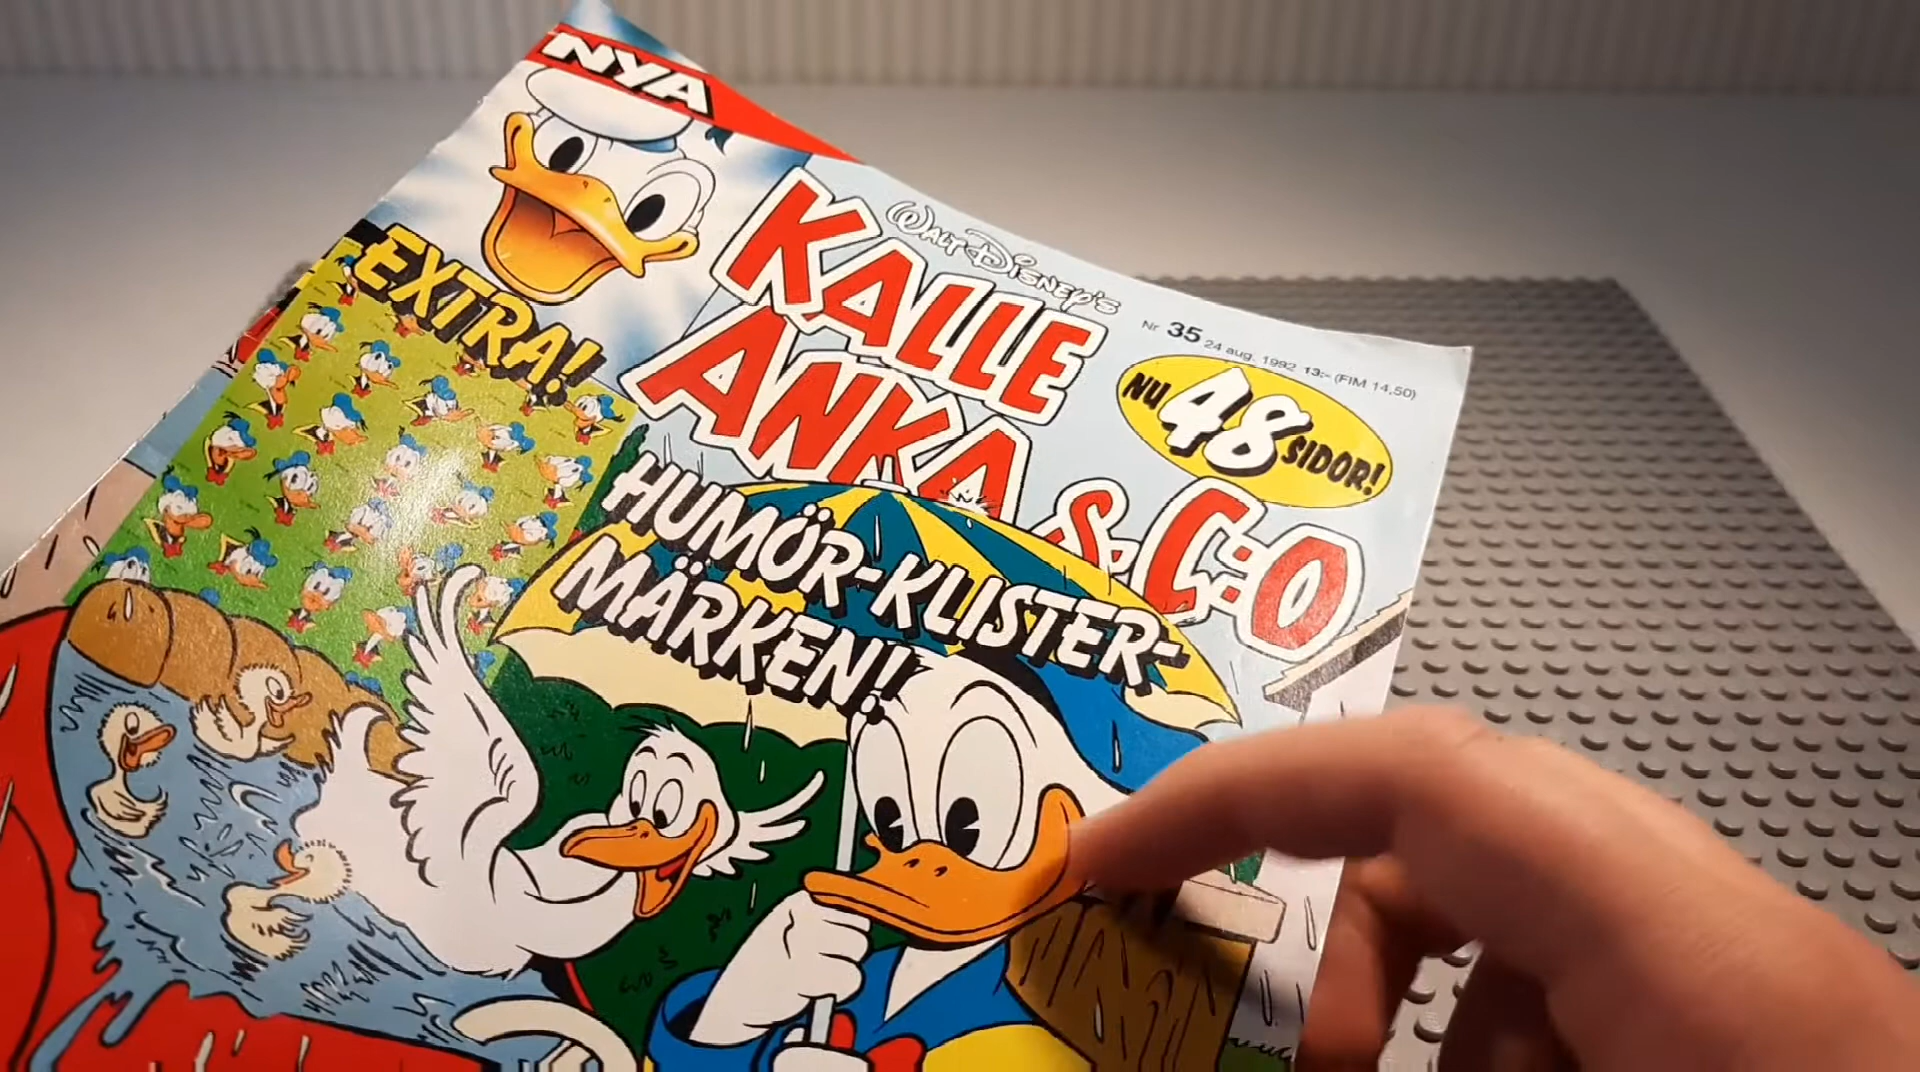 NYA
WALT DISNEY'S
KALLE
ANKA & C:O
Nr 35 24 aug. 1992 13:- (FIM 14,50)
NU 48 SIDOR!
EXTRA!
HUMÖR-KLISTER-
MÄRKEN!